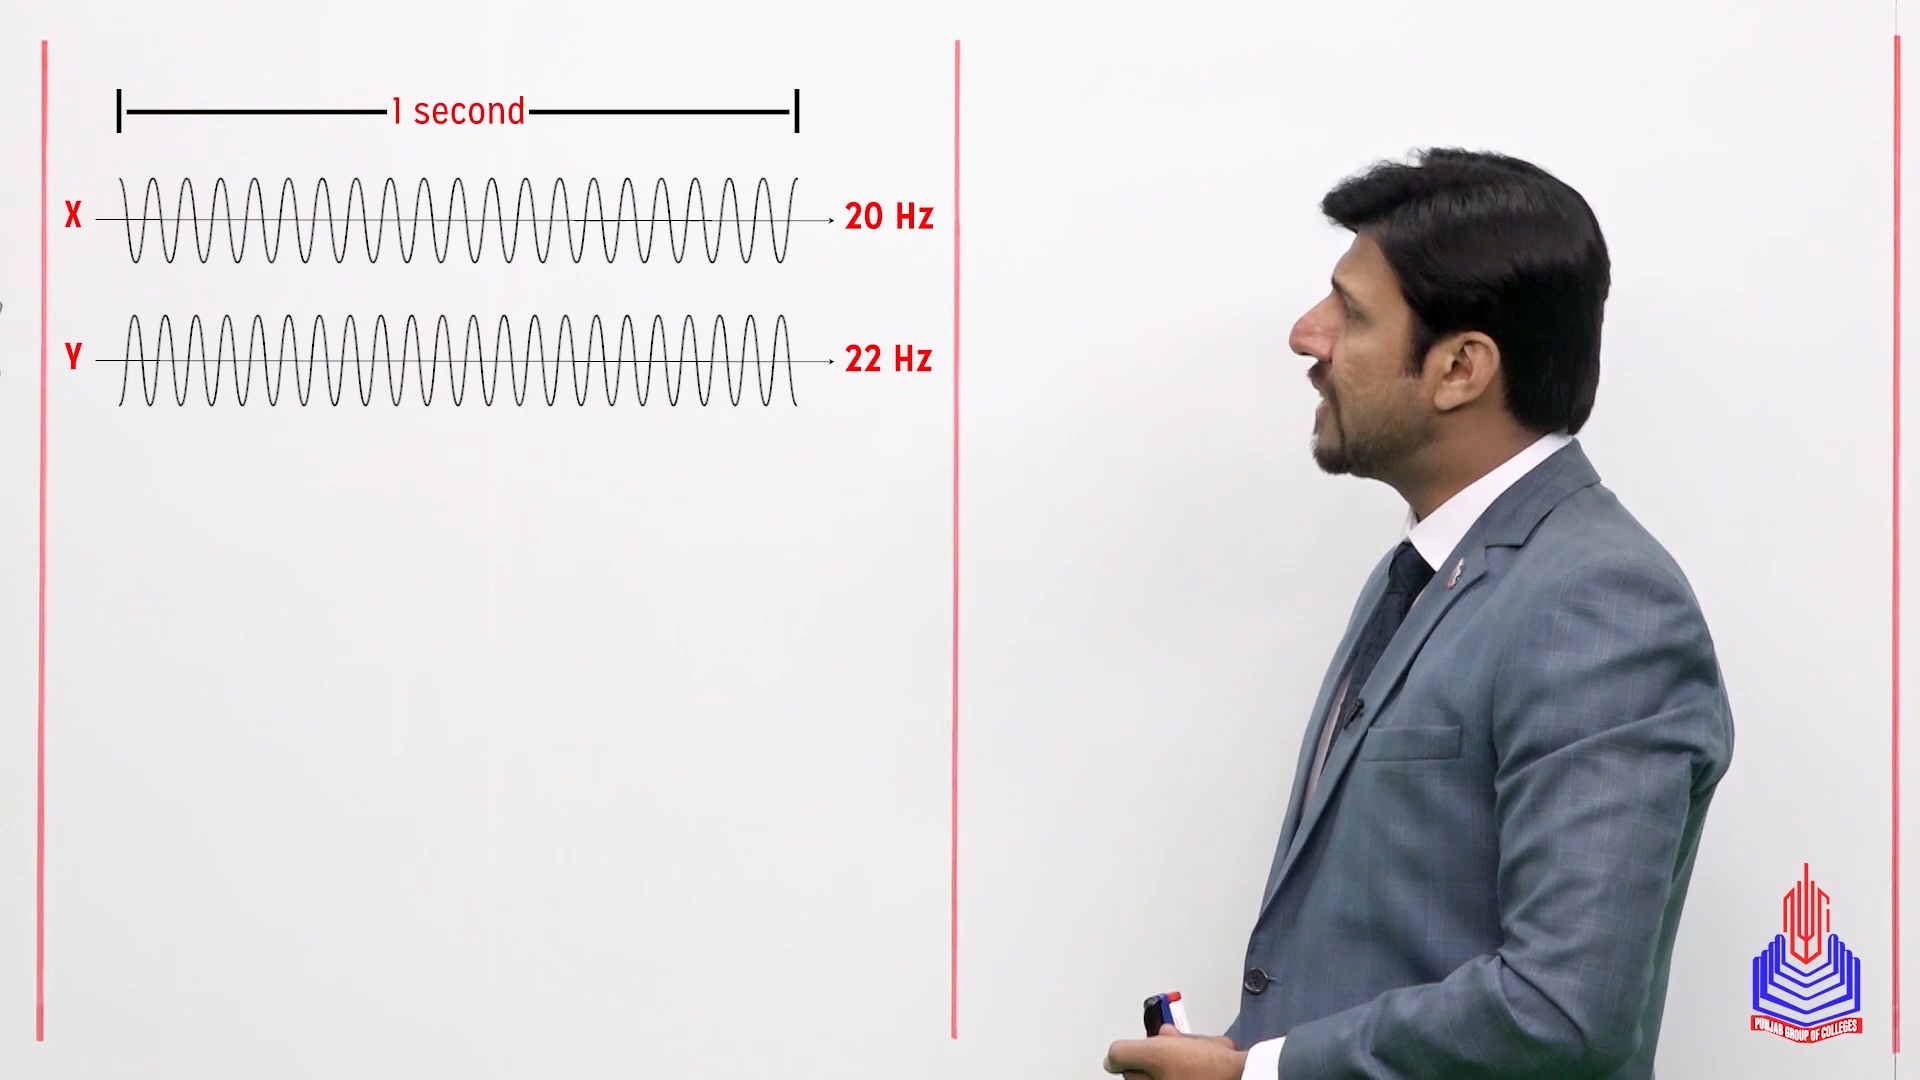 1 second
X 20 Hz
Y 22 Hz
PUNJAB GROUP OF COLLEGES